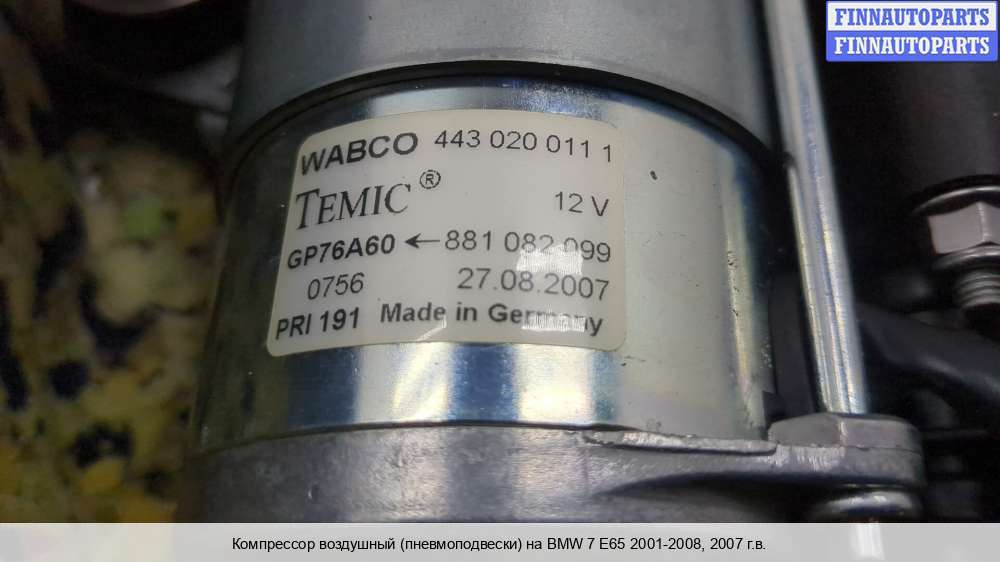 FINNAUTOPARTS
FINNAUTOPARTS
WABCO 443 020 011 1
TEMIC ®
12 V
GP76A60 ←881 082 099
0756 27.08.2007
PRI 191 Made in Germany
Компрессор воздушный (пневмоподвески) на BMW 7 E65 2001-2008, 2007 г.в.